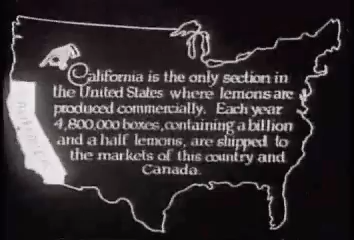 California is the only section in
the United States where lemons are
produced commercially. Each year
4,800,000 boxes, containing a billion
and a half lemons, are shipped to
the markets of this country and
Canada.